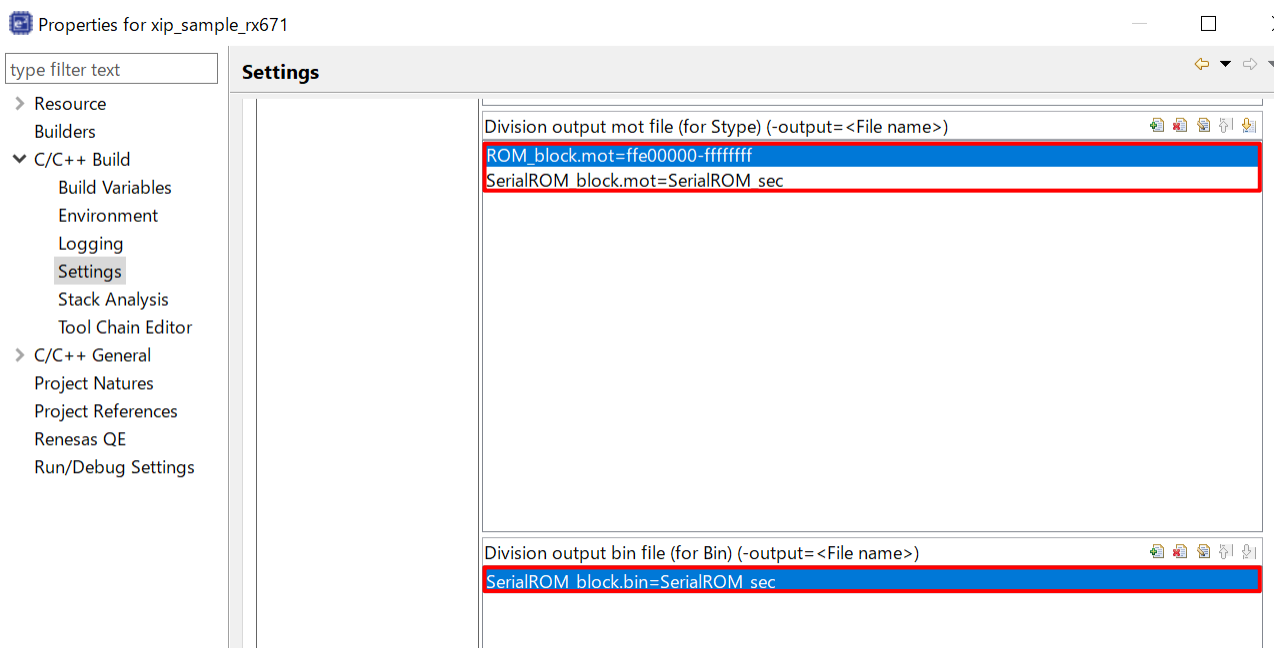 Properties for xip_sample_rx671
type filter text
Settings
Resource
Builders
C/C++ Build
Build Variables
Environment
Logging
Settings
Stack Analysis
Tool Chain Editor
C/C++ General
Project Natures
Project References
Renesas QE
Run/Debug Settings
Division output mot file (for Stype) (-output=<File name>)
ROM_block.mot=ffe00000-ffffffff
SerialROM_block.mot=SerialROM_sec
Division output bin file (for Bin) (-output=<File name>)
SerialROM_block.bin=SerialROM_sec